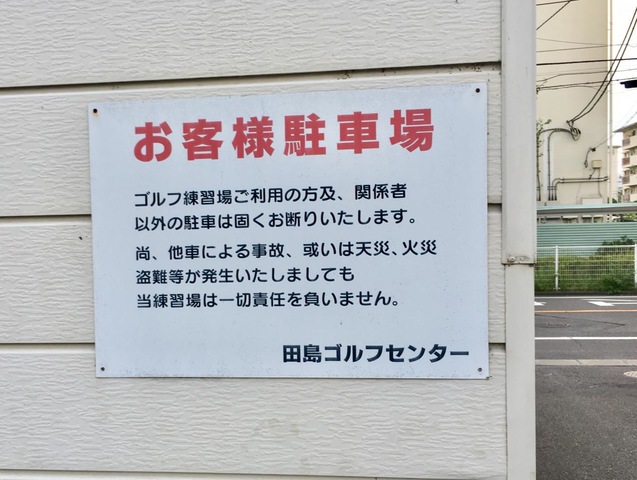 お客様駐車場
ゴルフ練習場ご利用の方及、関係者
以外の駐車は固くお断りいたします。
尚、他車による事故、或いは天災、火災
盗難等が発生いたしましても
当練習場は一切責任を負いません。
田島ゴルフセンター